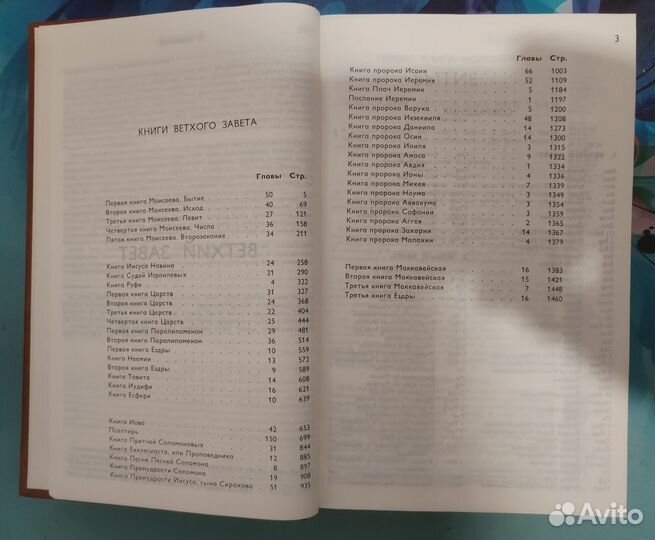 КНИГИ ВЕТХОГО ЗАВЕТА
Главы Стр.
Первая книга Моисеева. Бытие . 50 5
Вторая книга Моисеева. Исход . 40 69
Третья книга Моисеева. Левит . 27 121
Четвертая книга Моисеева. Числа . 36 158
Пятая книга Моисеева. Второзаконие . 34 211
Книга Иисуса Навина 24 258
Книга Судей Израилевых 21 290
Книга Руфи 4 322
Первая книга Царств 31 327
Вторая книга Царств 24 368
Третья книга Царств 22 404
Четвертая книга Царств 25 444
Первая книга Паралипоменон 29 481
Вторая книга Паралипоменон 36 514
Первая книга Ездры 10 559
Книга Неемии 13 572
Вторая книга Ездры 9 589
Книга Товита 14 608
Книга Иудифи 16 621
Книга Есфири 10 639
Книга Иова 42 653
Псалтирь 150 699
Книга Притчей Соломоновых 31 844
Книга Екклесиаста, или Проповедника 12 885
Книга Песни Песней Соломона 8 897
Книга Премудрости Соломона 19 908
Книга Премудрости Иисуса, сына Сирахова 51 935
3
Главы Стр.
Книга пророка Исаии 66 1003
Книга пророка Иеремии 52 1109
Книга Плач Иеремии 5 1184
Послание Иеремии 1 1197
Книга пророка Варуха 5 1200
Книга пророка Иезекииля 48 1208
Книга пророка Даниила 14 1273
Книга пророка Осии 14 1300
Книга пророка Иоиля 3 1315
Книга пророка Амоса 9 1322
Книга пророка Авдия 1 1334
Книга пророка Ионы 4 1336
Книга пророка Михея 7 1339
Книга пророка Наума 3 1349
Книга пророка Аввакума 3 1354
Книга пророка Софонии 3 1359
Книга пророка Аггея 2 1365
Книга пророка Захарии 14 1367
Книга пророка Малахии 4 1379
Первая книга Маккавейская 16 1383
Вторая книга Маккавейская 15 1421
Третья книга Маккавейская 7 1448
Третья книга Ездры 16 1460
ВЕТХИЙ ЗАВЕТ
Avito